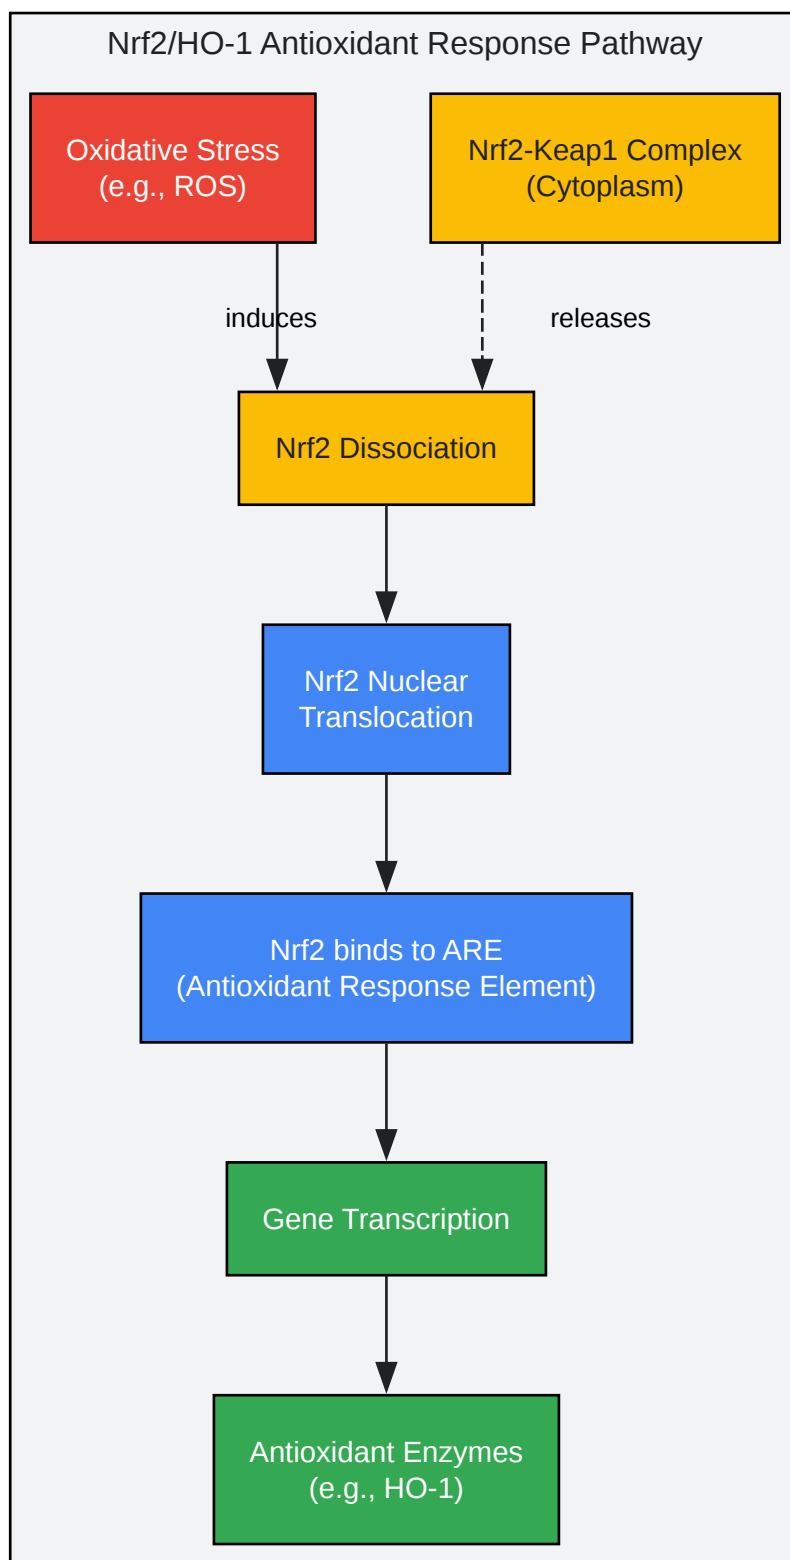 Nrf2/HO-1 Antioxidant Response Pathway
Oxidative Stress
(e.g., ROS)
Nrf2-Keap1 Complex
(Cytoplasm)
induces
releases
Nrf2 Dissociation
Nrf2 Nuclear
Translocation
Nrf2 binds to ARE
(Antioxidant Response Element)
Gene Transcription
Antioxidant Enzymes
(e.g., HO-1)